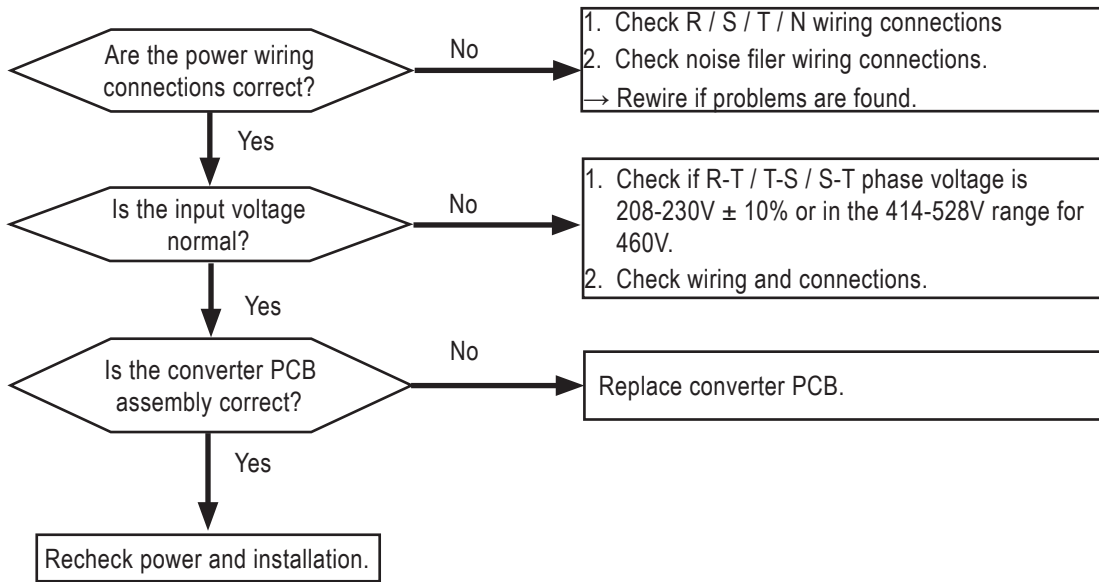 Are the power wiring
connections correct?
No
1. Check R / S / T / N wiring connections
2. Check noise filer wiring connections.
→ Rewire if problems are found.
Yes
Is the input voltage
normal?
No
1. Check if R-T / T-S / S-T phase voltage is
208-230V ± 10% or in the 414-528V range for
460V.
2. Check wiring and connections.
Yes
Is the converter PCB
assembly correct?
No
Replace converter PCB.
Yes
Recheck power and installation.